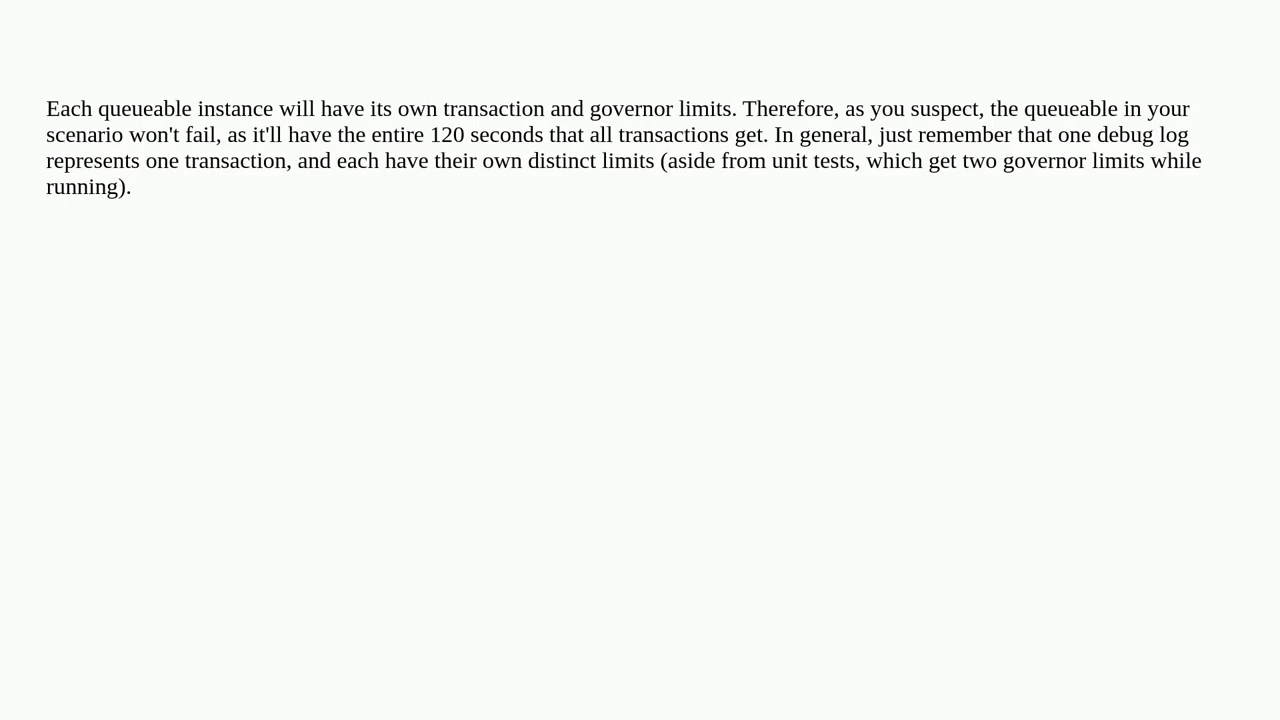 Each queueable instance will have its own transaction and governor limits. Therefore, as you suspect, the queueable in your
scenario won't fail, as it'll have the entire 120 seconds that all transactions get. In general, just remember that one debug log
represents one transaction, and each have their own distinct limits (aside from unit tests, which get two governor limits while
running).